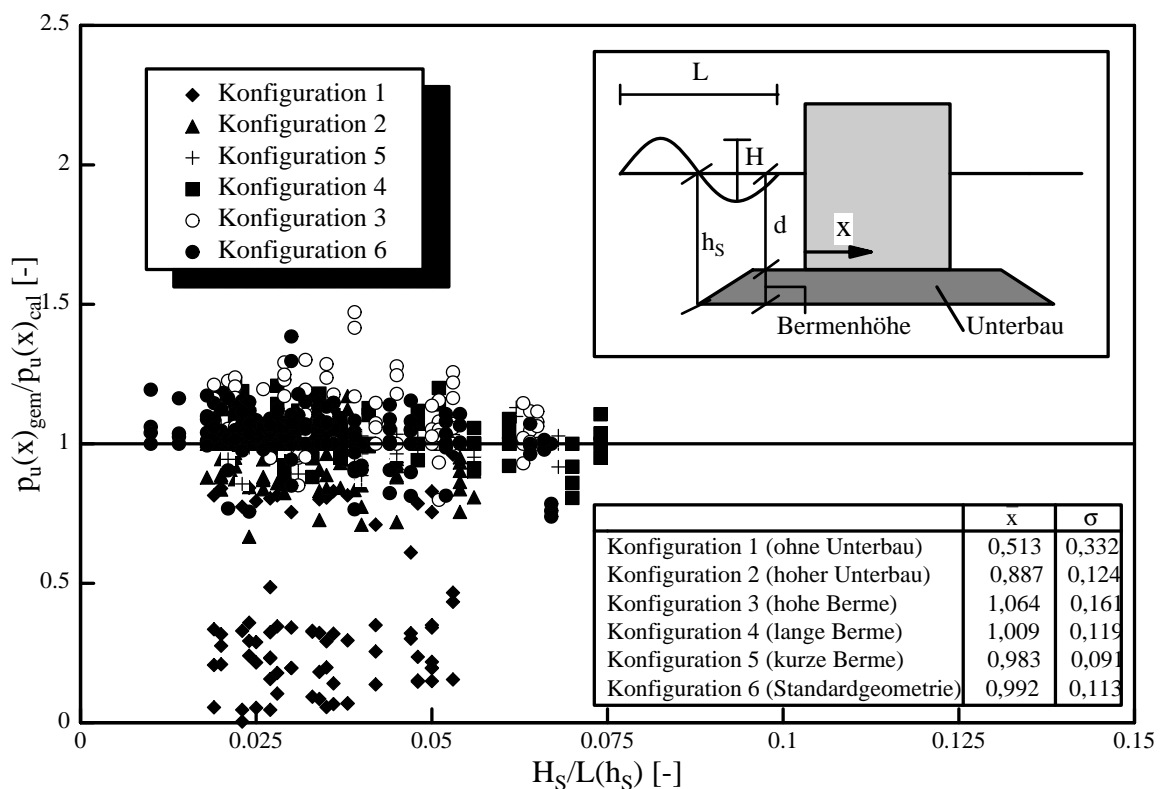 2.5
2
1.5
1
0.5
0
p_u(x)_gem/p_u(x)_cal [-]
Konfiguration 1
Konfiguration 2
Konfiguration 5
Konfiguration 4
Konfiguration 3
Konfiguration 6
L
H
h_S
d
x
Bermenhöhe
Unterbau
x̅ σ
Konfiguration 1 (ohne Unterbau) 0,513 0,332
Konfiguration 2 (hoher Unterbau) 0,887 0,124
Konfiguration 3 (hohe Berme) 1,064 0,161
Konfiguration 4 (lange Berme) 1,009 0,119
Konfiguration 5 (kurze Berme) 0,983 0,091
Konfiguration 6 (Standardgeometrie) 0,992 0,113
0 0.025 0.05 0.075 0.1 0.125 0.15
H_S/L(h_S) [-]